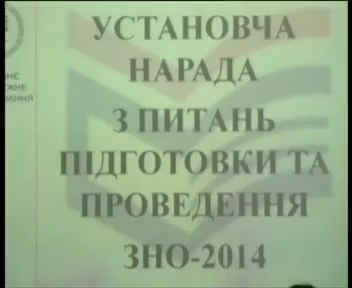 УСТАНОВЧА
НАРАДА
З ПИТАНЬ
ПІДГОТОВКИ ТА
ПРОВЕДЕННЯ
ЗНО-2014